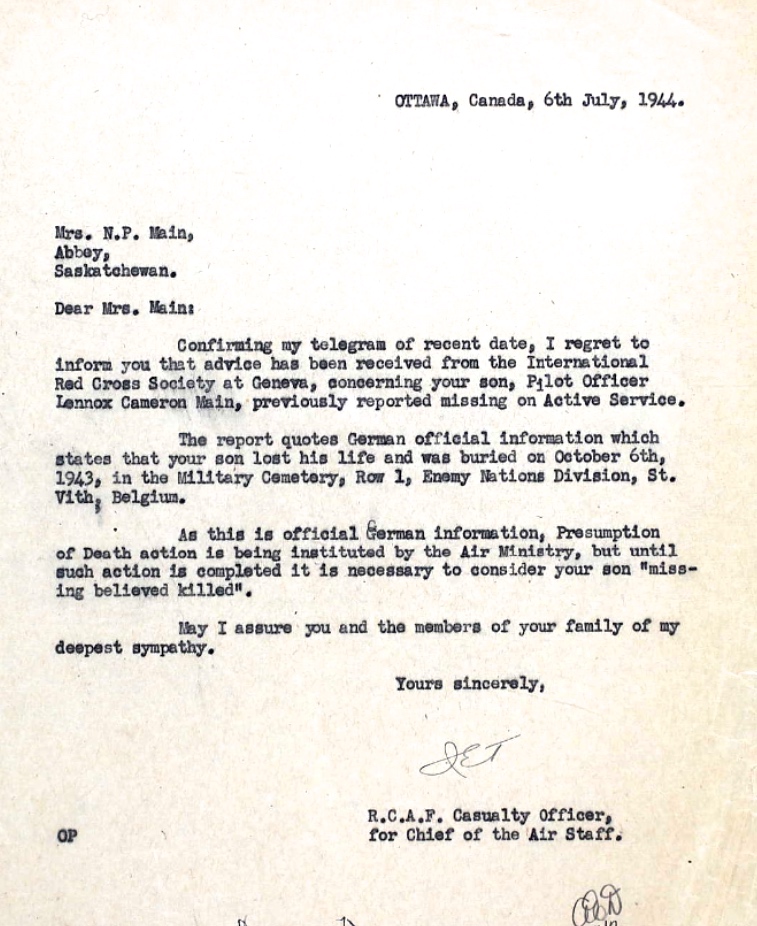 OTTAWA, Canada, 6th July, 1944.
Mrs. N.P. Main,
Abbey,
Saskatchewan.
Dear Mrs. Main:
Confirming my telegram of recent date, I regret to
inform you that advice has been received from the International
Red Cross Society at Geneva, concerning your son, Pilot Officer
Lennox Cameron Main, previously reported missing on Active Service.
The report quotes German official information which
states that your son lost his life and was buried on October 6th,
1943, in the Military Cemetery, Row 1, Enemy Nations Division, St.
Vith, Belgium.
As this is official German information, Presumption
of Death action is being instituted by the Air Ministry, but until
such action is completed it is necessary to consider your son "miss-
ing believed killed".
May I assure you and the members of your family of my
deepest sympathy.
Yours sincerely,
R.C.A.F. Casualty Officer,
OP for Chief of the Air Staff.